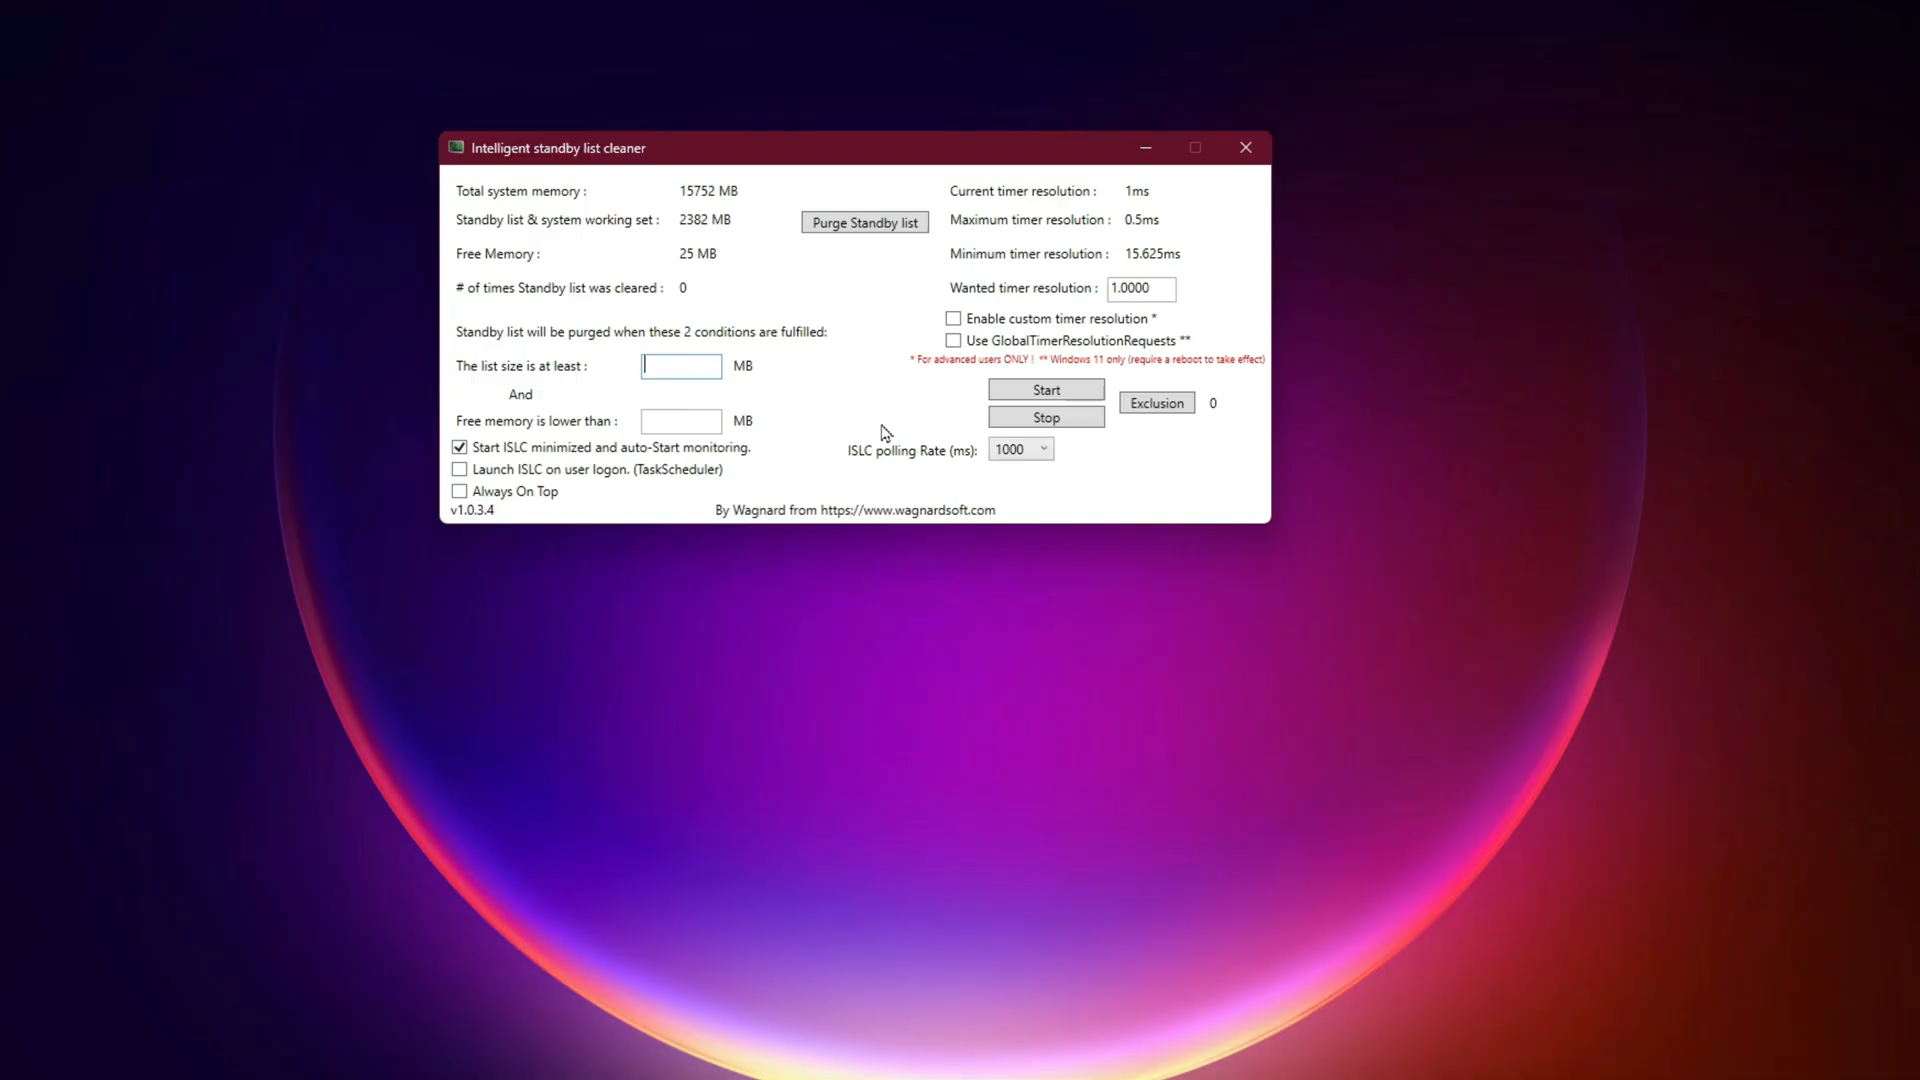 Intelligent standby list cleaner
Total system memory : 15752 MB
Standby list & system working set : 2382 MB
Purge Standby list
Free Memory : 25 MB
# of times Standby list was cleared : 0
Standby list will be purged when these 2 conditions are fulfilled:
The list size is at least : MB
And
Free memory is lower than : MB
Start ISLC minimized and auto-Start monitoring.
Launch ISLC on user logon. (TaskScheduler)
Always On Top
v1.0.3.4
Current timer resolution : 1ms
Maximum timer resolution : 0.5ms
Minimum timer resolution : 15.625ms
Wanted timer resolution : 1.0000
Enable custom timer resolution *
Use GlobalTimerResolutionRequests **
* For advanced users ONLY ! ** Windows 11 only (require a reboot to take effect)
Start
Stop
Exclusion 0
ISLC polling Rate (ms): 1000
By Wagnard from https://www.wagnardsoft.com